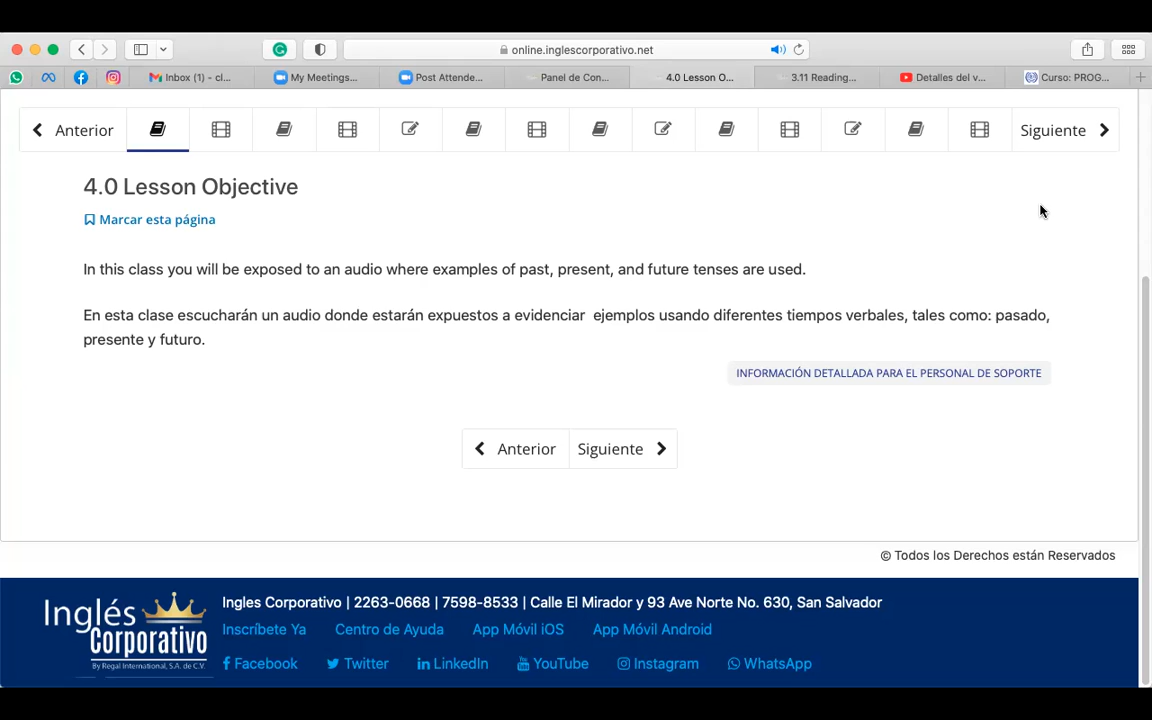 online.inglescorporativo.net
Inbox (1) - cl...
My Meetings...
Post Attende...
Panel de Con...
4.0 Lesson O...
3.11 Reading...
Detalles del v...
Curso: PROG...
Anterior
Siguiente
4.0 Lesson Objective
Marcar esta página
In this class you will be exposed to an audio where examples of past, present, and future tenses are used.
En esta clase escucharán un audio donde estarán expuestos a evidenciar ejemplos usando diferentes tiempos verbales, tales como: pasado,
presente y futuro.
INFORMACIÓN DETALLADA PARA EL PERSONAL DE SOPORTE
Anterior
Siguiente
© Todos los Derechos están Reservados
Inglés
Corporativo
By Regal International, S.A. de C.V.
Ingles Corporativo | 2263-0668 | 7598-8533 | Calle El Mirador y 93 Ave Norte No. 630, San Salvador
Inscríbete Ya
Centro de Ayuda
App Móvil iOS
App Móvil Android
Facebook
Twitter
LinkedIn
YouTube
Instagram
WhatsApp